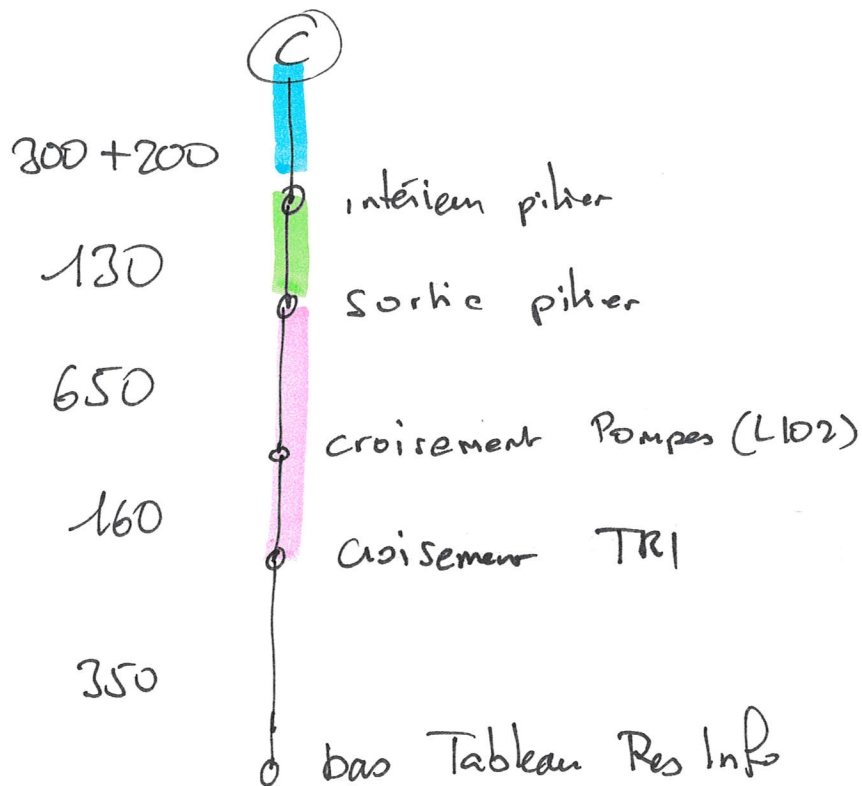 C
300 + 200
intérieur pilier
130
sortie pilier
650
croisement Pompes (L102)
160
Croisement TRI
350
bas Tableau Res Info